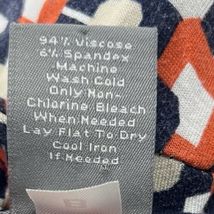 94% Viscose
6% Spandex
Machine
Wash Cold
Only Non-
Chlorine Bleach
When Needed
Lay Flat To Dry
Cool Iron
If Needed